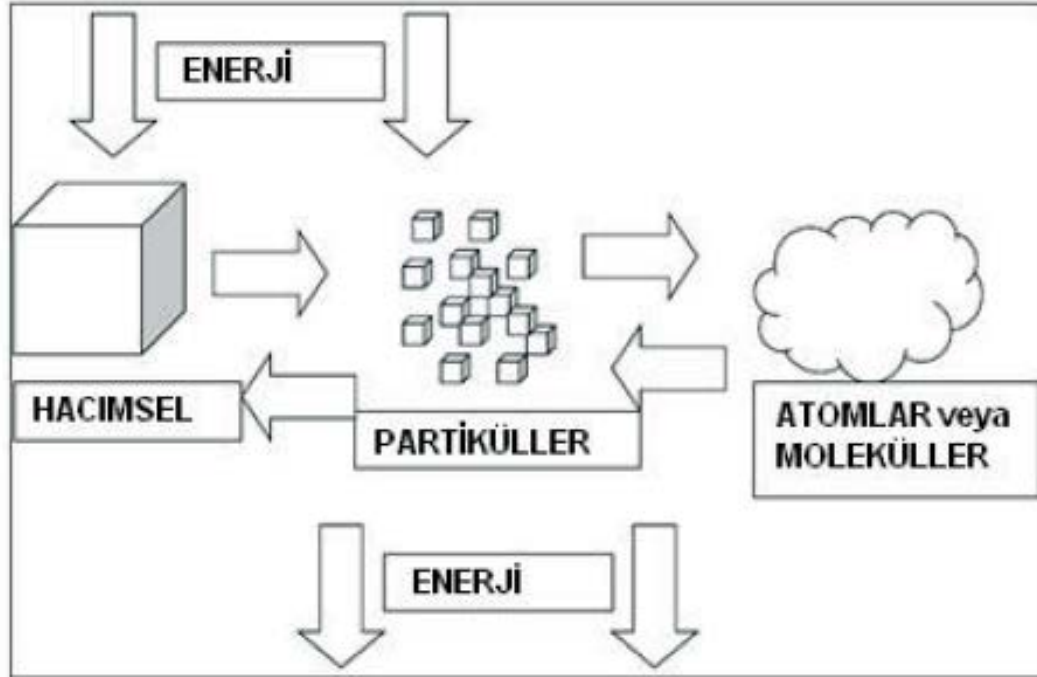 ENERJİ
HACIMSEL
PARTİKÜLLER
ATOMLAR veya
MOLEKÜLLER
ENERJİ